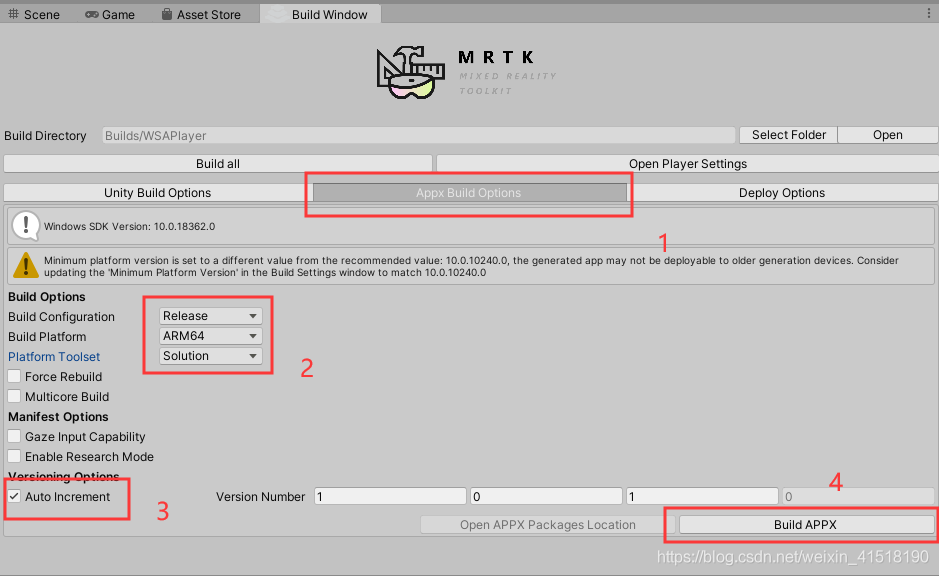 Scene Game Asset Store Build Window
MRTK
MIXED REALITY
TOOLKIT
Build Directory Builds/WSAPlayer Select Folder Open
Build all Open Player Settings
Unity Build Options Appx Build Options Deploy Options
Windows SDK Version: 10.0.18362.0
1
Minimum platform version is set to a different value from the recommended value: 10.0.10240.0, the generated app may not be deployable to older generation devices. Consider
updating the 'Minimum Platform Version' in the Build Settings window to match 10.0.10240.0
Build Options
Build Configuration Release
Build Platform ARM64
Platform Toolset Solution
2
Force Rebuild
Multicore Build
Manifest Options
Gaze Input Capability
Enable Research Mode
Versioning Options
Auto Increment Version Number 1 0 1 0
3
4
Open APPX Packages Location Build APPX
https://blog.csdn.net/weixin_41518190